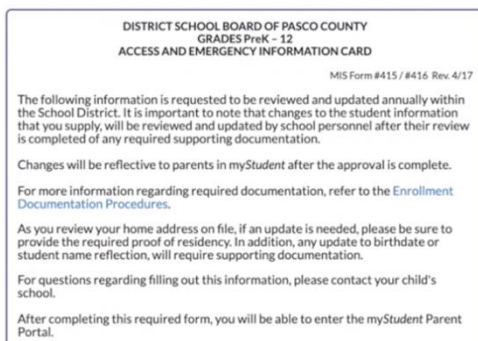 DISTRICT SCHOOL BOARD OF PASCO COUNTY
GRADES PreK – 12
ACCESS AND EMERGENCY INFORMATION CARD
MIS Form #415 / #416 Rev. 4/17
The following information is requested to be reviewed and updated annually within
the School District. It is important to note that changes to the student information
that you supply, will be reviewed and updated by school personnel after their review
is completed of any required supporting documentation.
Changes will be reflective to parents in myStudent after the approval is complete.
For more information regarding required documentation, refer to the Enrollment
Documentation Procedures.
As you review your home address on file, if an update is needed, please be sure to
provide the required proof of residency. In addition, any update to birthdate or
student name reflection, will require supporting documentation.
For questions regarding filling out this information, please contact your child's
school.
After completing this required form, you will be able to enter the myStudent Parent
Portal.